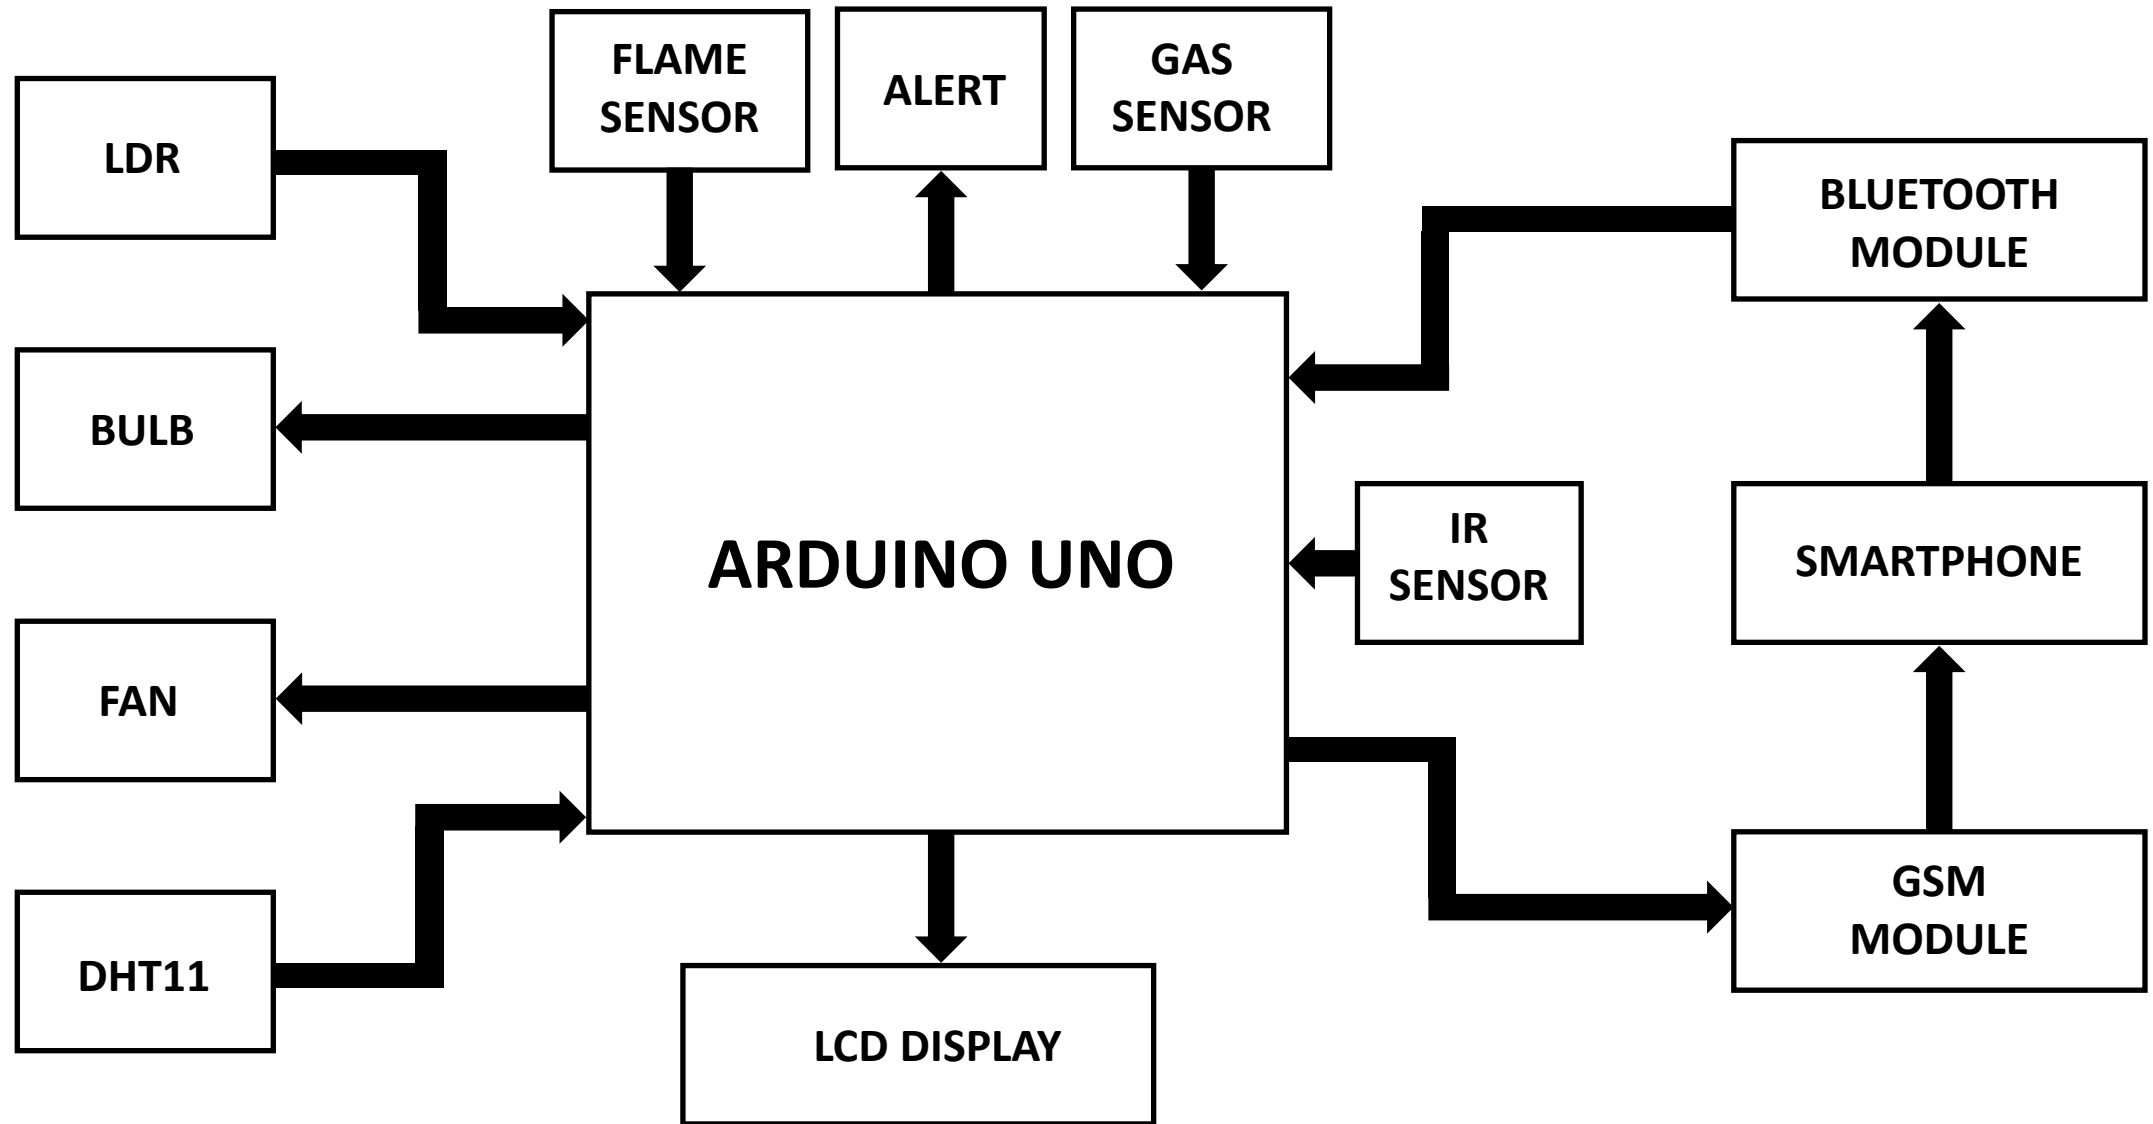 FLAME
SENSOR
ALERT
GAS
SENSOR
LDR
BLUETOOTH
MODULE
BULB
ARDUINO UNO
IR
SENSOR
SMARTPHONE
FAN
DHT11
GSM
MODULE
LCD DISPLAY